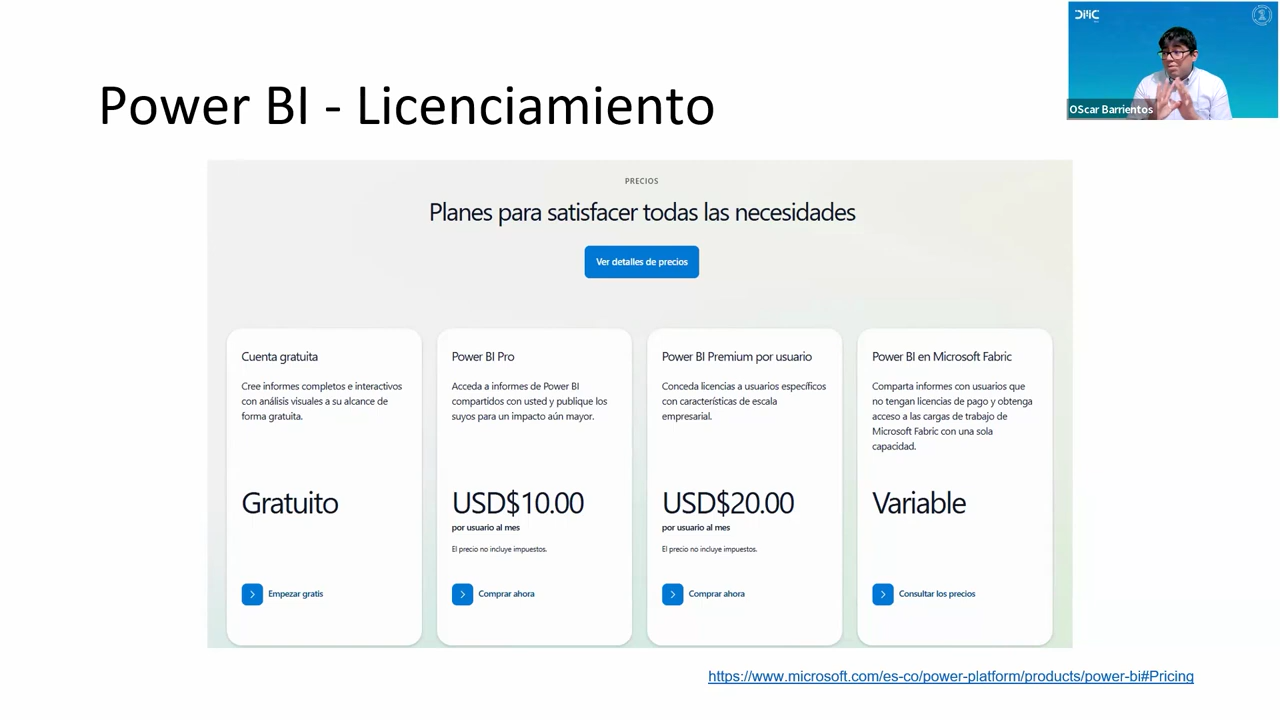 DMC
OScar Barrientos
Power BI - Licenciamiento
PRECIOS
Planes para satisfacer todas las necesidades
Ver detalles de precios
Cuenta gratuita
Cree informes completos e interactivos
con análisis visuales a su alcance de
forma gratuita.
Gratuito
Empezar gratis
Power BI Pro
Acceda a informes de Power BI
compartidos con usted y publique los
suyos para un impacto aún mayor.
USD$10.00
por usuario al mes
El precio no incluye impuestos.
Comprar ahora
Power BI Premium por usuario
Conceda licencias a usuarios específicos
con características de escala
empresarial.
USD$20.00
por usuario al mes
El precio no incluye impuestos.
Comprar ahora
Power BI en Microsoft Fabric
Comparta informes con usuarios que
no tengan licencias de pago y obtenga
acceso a las cargas de trabajo de
Microsoft Fabric con una sola
capacidad.
Variable
Consultar los precios
https://www.microsoft.com/es-co/power-platform/products/power-bi#Pricing